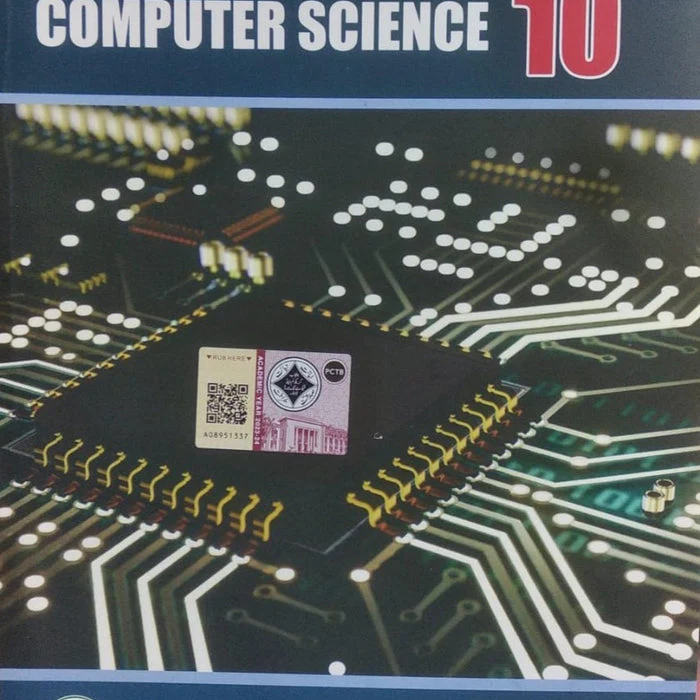 COMPUTER SCIENCE 10
▼RUB HERE▼
ACADEMIC YEAR 2023-24
PCTB
A08951337